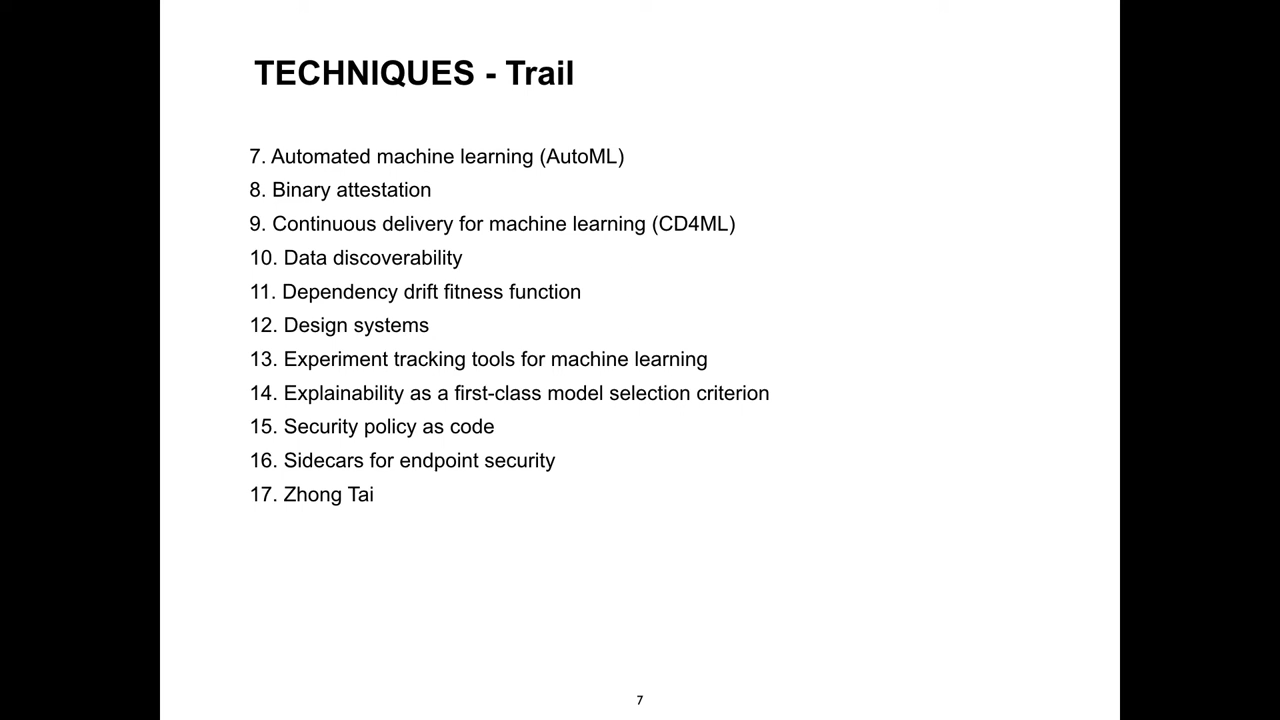 TECHNIQUES - Trail
7. Automated machine learning (AutoML)
8. Binary attestation
9. Continuous delivery for machine learning (CD4ML)
10. Data discoverability
11. Dependency drift fitness function
12. Design systems
13. Experiment tracking tools for machine learning
14. Explainability as a first-class model selection criterion
15. Security policy as code
16. Sidecars for endpoint security
17. Zhong Tai
7